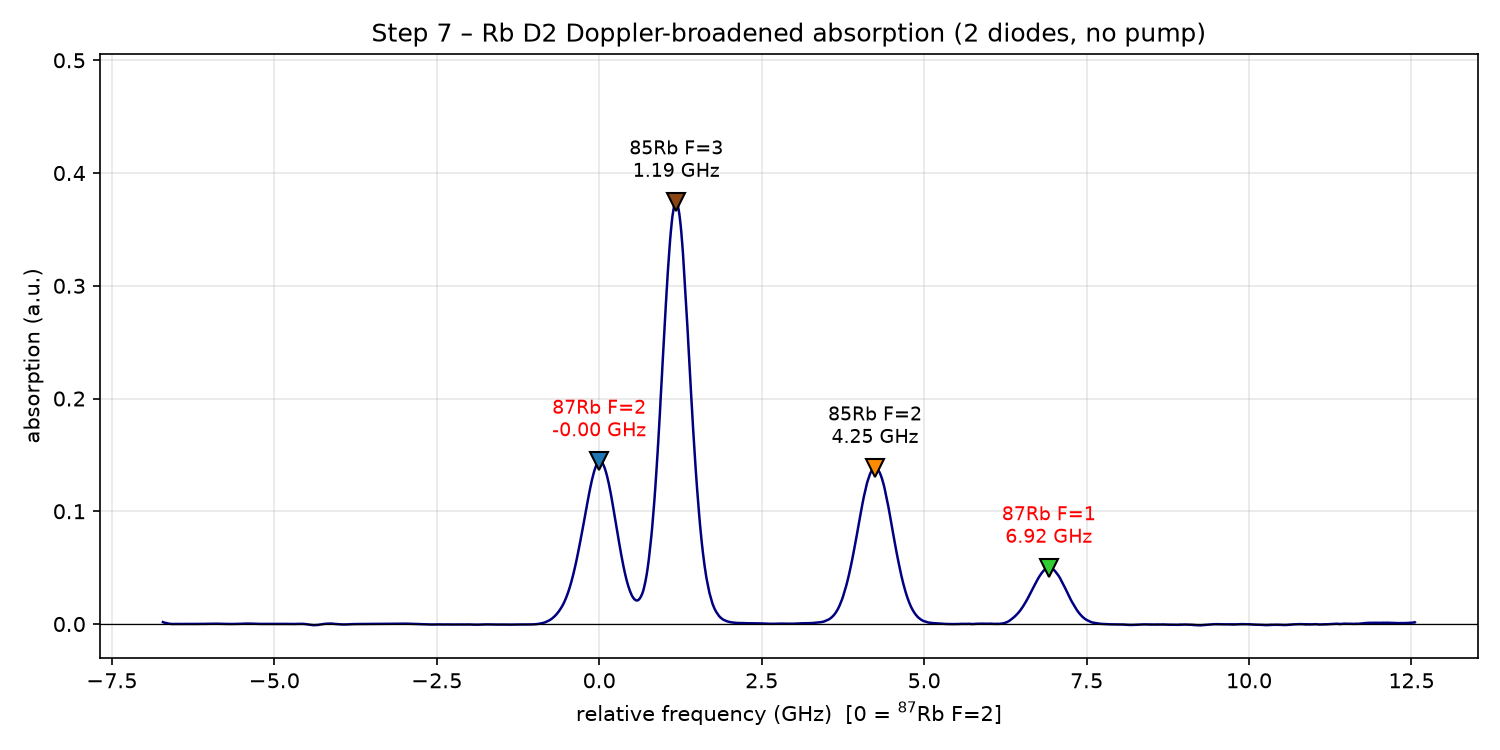 Step 7 – Rb D2 Doppler-broadened absorption (2 diodes, no pump)
absorption (a.u.)
0.5
0.4
0.3
0.2
0.1
0.0
85Rb F=3
1.19 GHz
87Rb F=2
-0.00 GHz
85Rb F=2
4.25 GHz
87Rb F=1
6.92 GHz
−7.5 −5.0 −2.5 0.0 2.5 5.0 7.5 10.0 12.5
relative frequency (GHz) [0 = ⁸⁷Rb F=2]